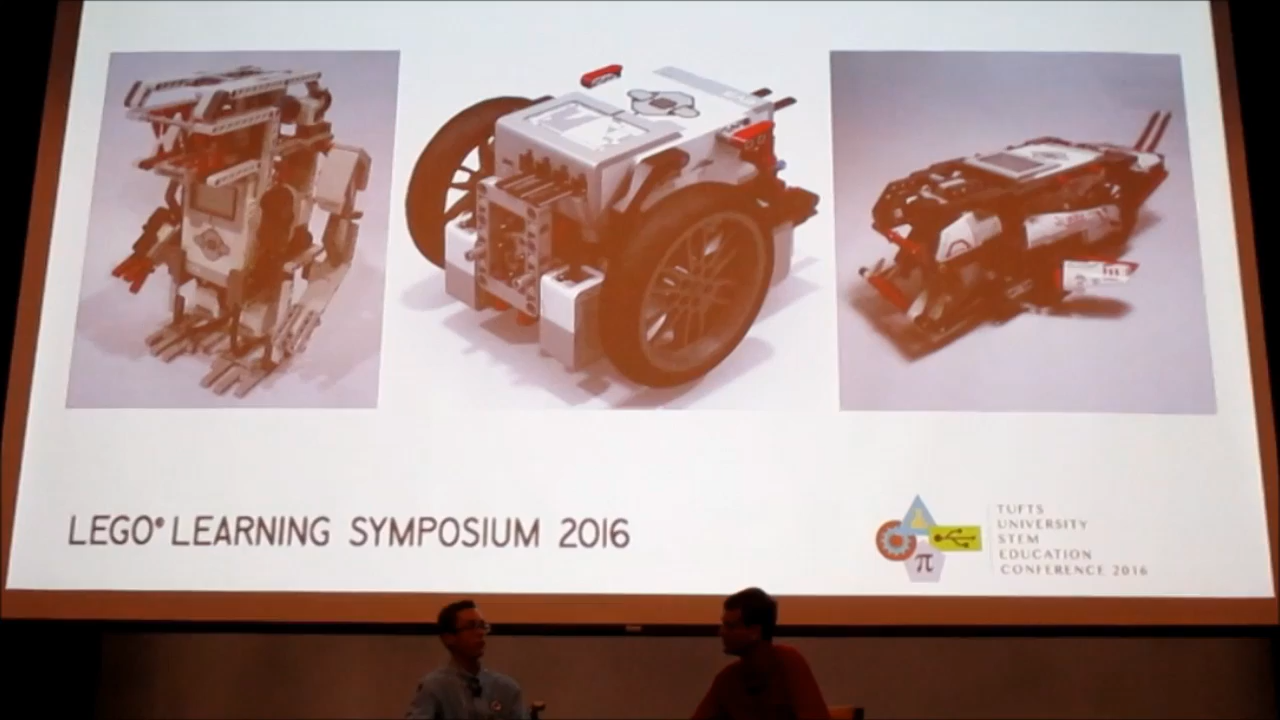 LEGO® LEARNING SYMPOSIUM 2016
TUFTS
UNIVERSITY
STEM
EDUCATION
CONFERENCE 2016
π